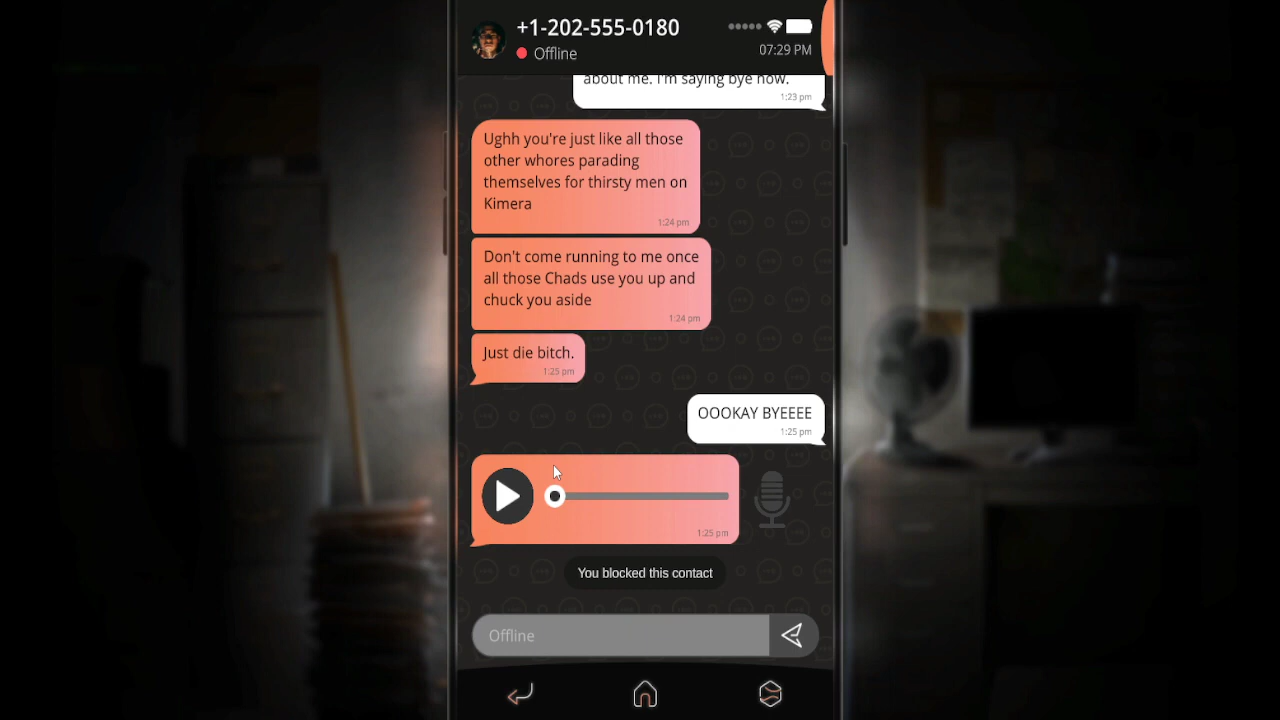 +1-202-555-0180
Offline
07:29 PM
about me. I'm saying bye now.
1:23 pm
Ughh you're just like all those
other whores parading
themselves for thirsty men on
Kimera
1:24 pm
Don't come running to me once
all those Chads use you up and
chuck you aside
1:24 pm
Just die bitch.
1:25 pm
OOOKAY BYEEEE
1:25 pm
1:25 pm
You blocked this contact
Offline